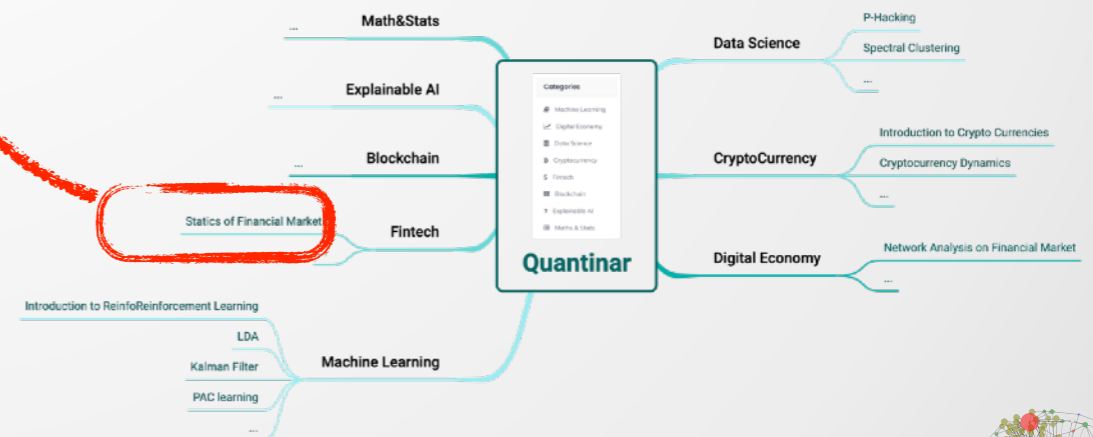 Math&Stats
....
Explainable AI
....
Blockchain
....
Statics of Financial Market
Fintech
Introduction to ReinfoReinforcement Learning
LDA
Kalman Filter
PAC learning
....
Machine Learning
Categories
Machine Learning
Digital Economy
Data Science
Cryptocurrency
Fintech
Blockchain
? Explainable AI
Maths & Stats
Quantinar
Data Science
P-Hacking
Spectral Clustering
....
CryptoCurrency
Introduction to Crypto Currencies
Cryptocurrency Dynamics
....
Digital Economy
Network Analysis on Financial Market
....